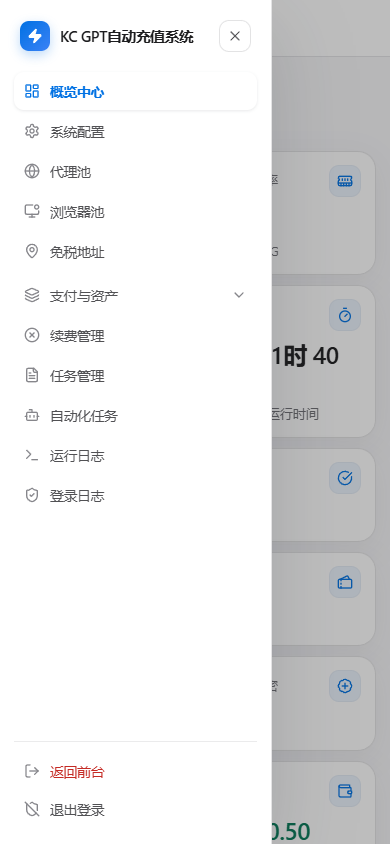 KC GPT自动充值系统
概览中心
系统配置
代理池
浏览器池
免税地址
支付与资产
续费管理
任务管理
自动化任务
运行日志
登录日志
返回前台
退出登录
率
G
1时 40
运行时间
0.50